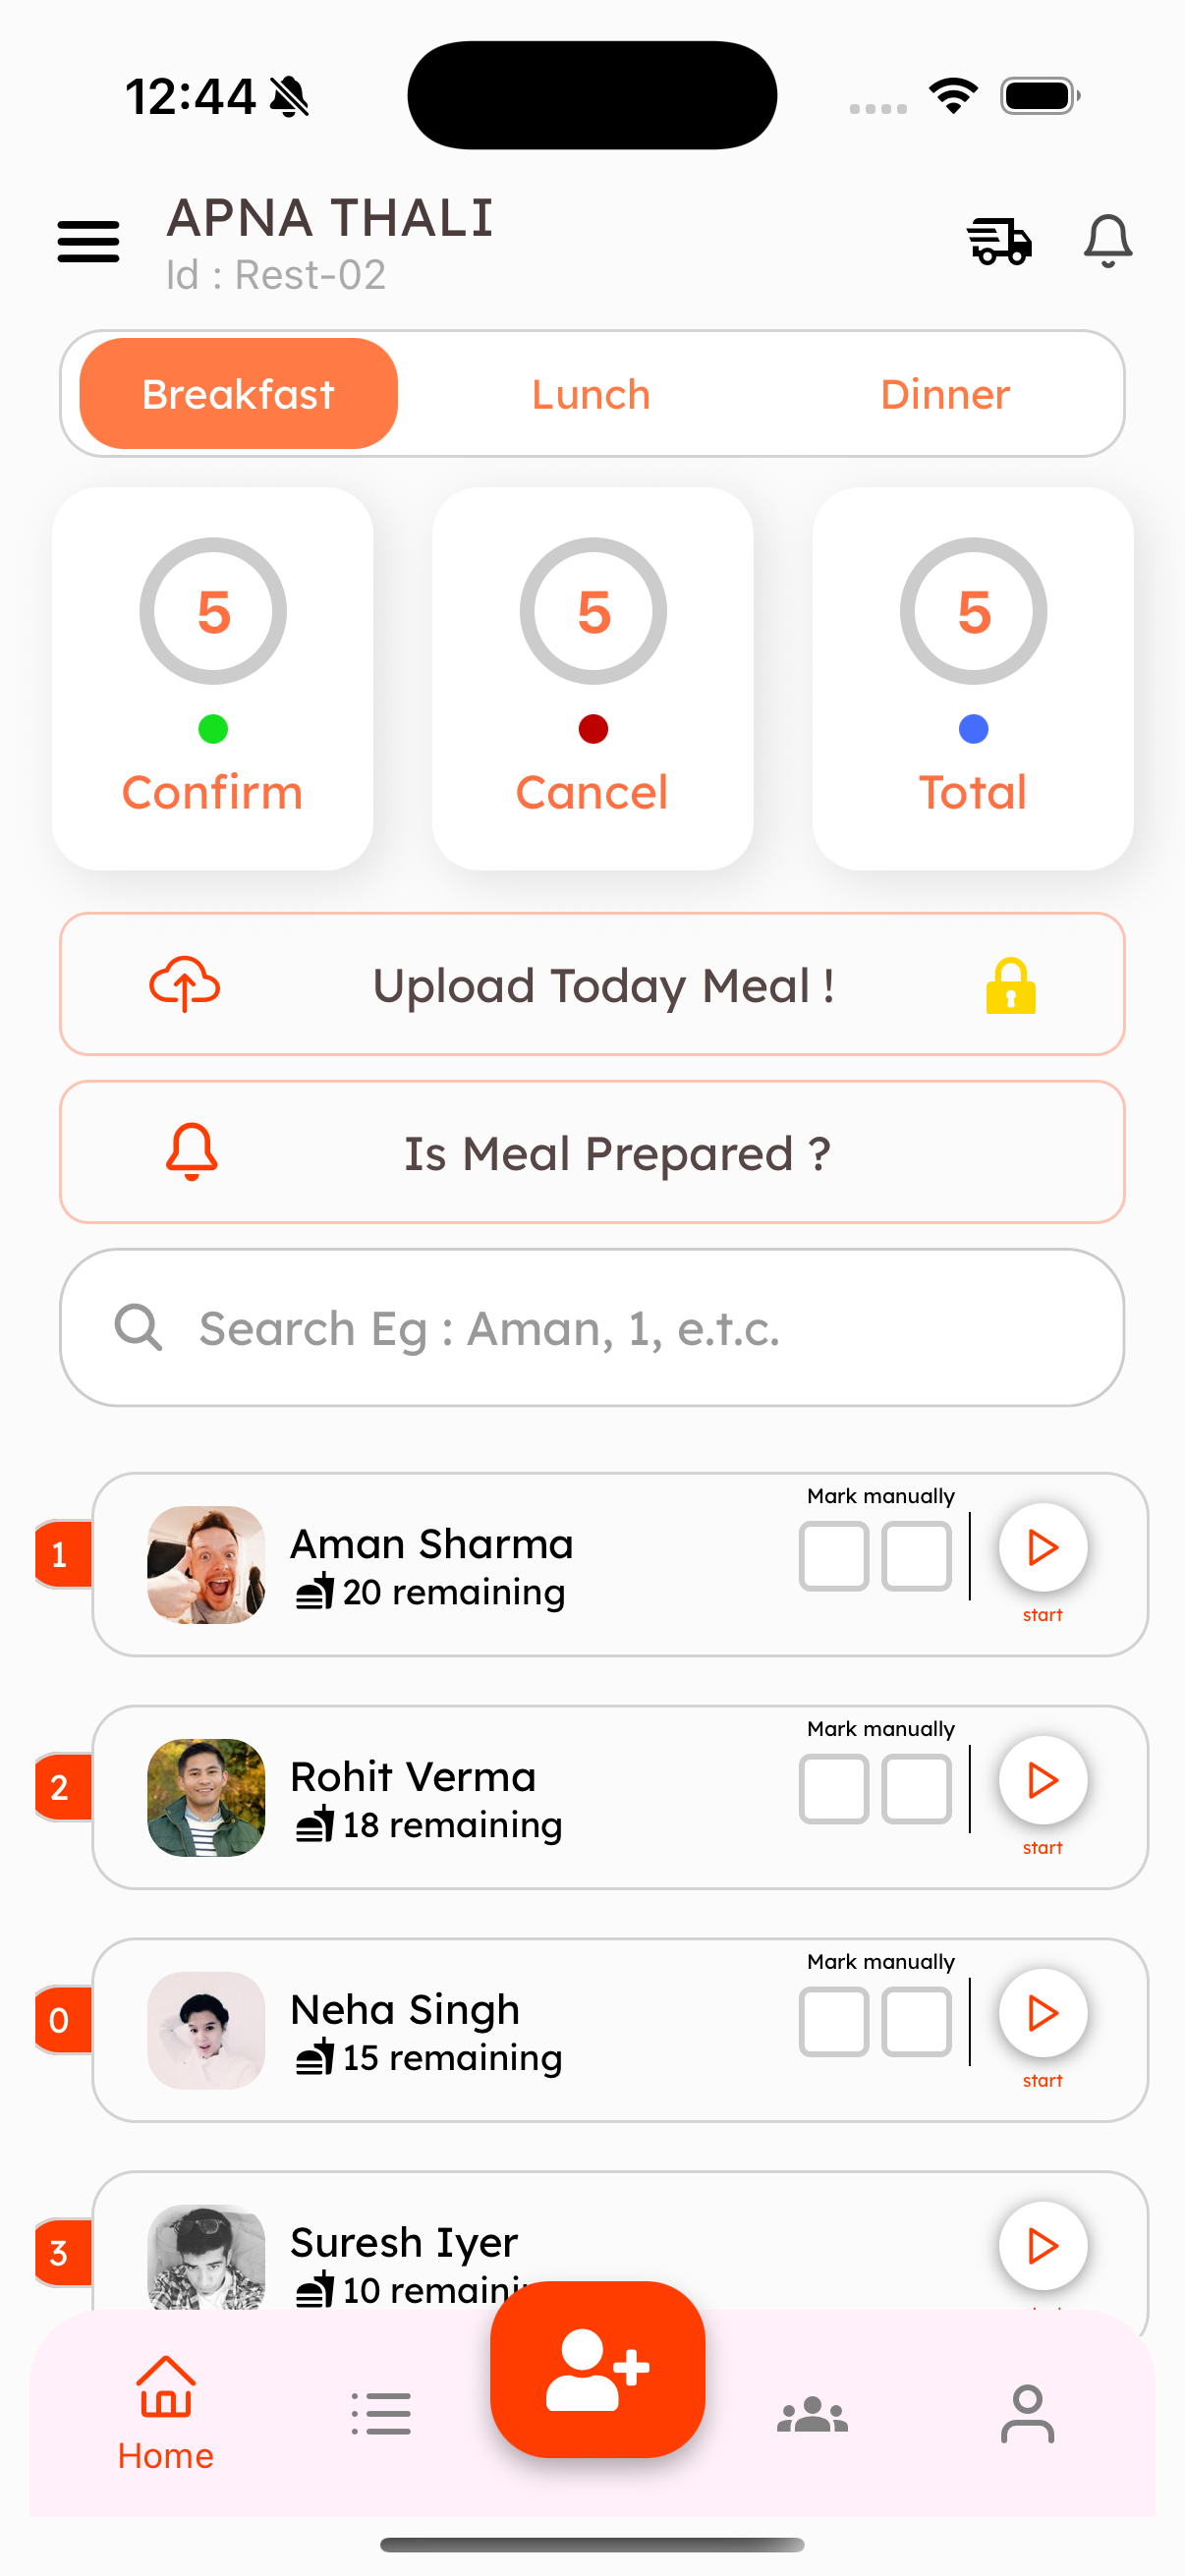 12:44
APNA THALI
Id : Rest-02
Breakfast Lunch Dinner
5 5 5
Confirm Cancel Total
Upload Today Meal !
Is Meal Prepared ?
Search Eg : Aman, 1, e.t.c.
Mark manually
1 Aman Sharma
20 remaining
start
Mark manually
2 Rohit Verma
18 remaining
start
Mark manually
0 Neha Singh
15 remaining
start
3 Suresh Iyer
10
Home